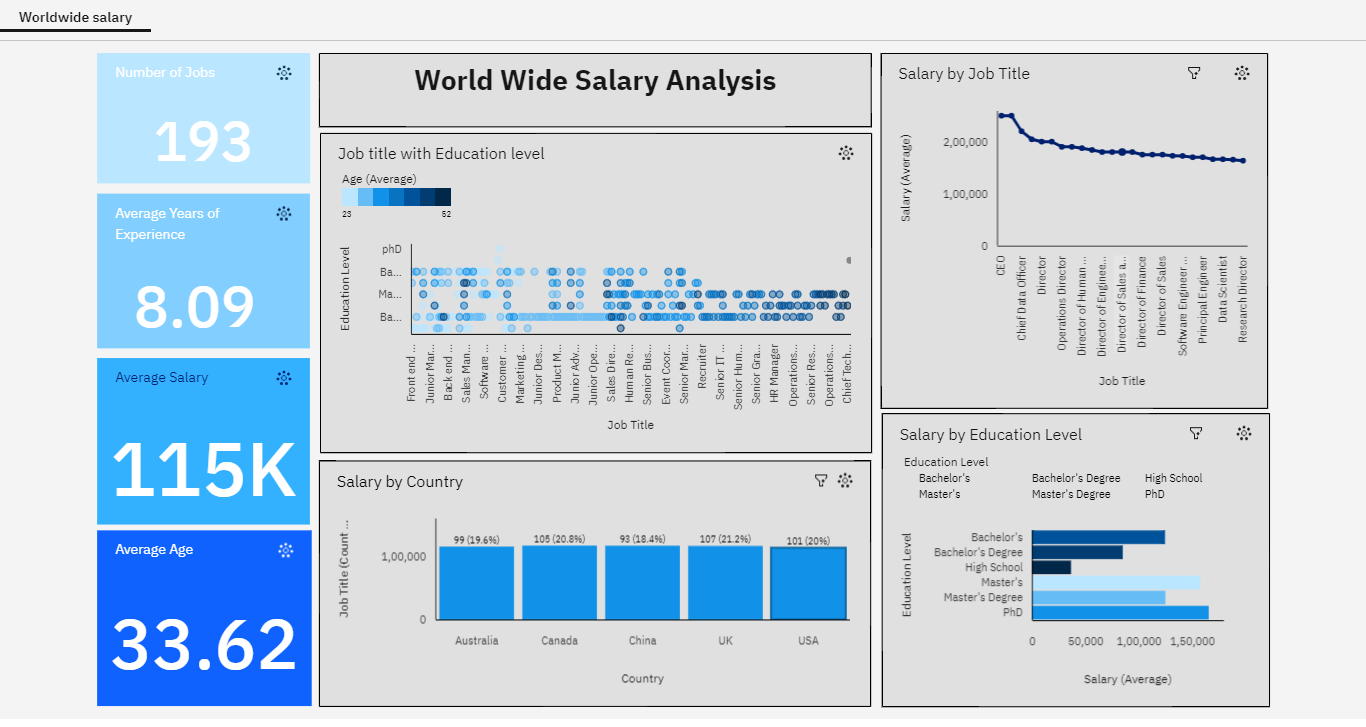 Worldwide salary
Number of Jobs
193
Average Years of
Experience
8.09
Average Salary
115K
Average Age
33.62
World Wide Salary Analysis
Job title with Education level
Age (Average)
23 52
Education Level
phD
Ba...
Ma...
Ba...
Front end ...
Junior Mar...
Back end ...
Sales Man...
Software ...
Customer ...
Marketing ...
Junior Des...
Product M...
Junior Adv...
Junior Ope...
Sales Dire...
Human Re...
Senior Bus...
Event Coor...
Senior Mar...
Recruiter
Senior IT ...
Senior Hum...
Senior Gra...
HR Manager
Operations...
Senior Res...
Operations...
Chief Tech...
Job Title
Salary by Country
Job Title (Count ...
1,00,000
0
99 (19.6%) 105 (20.8%) 93 (18.4%) 107 (21.2%) 101 (20%)
Australia Canada China UK USA
Country
Salary by Job Title
Salary (Average)
2,00,000
1,00,000
0
CEO
Chief Data Officer
Director
Operations Director
Director of Human ...
Director of Enginee...
Director of Sales a...
Director of Finance
Director of Sales
Software Engineer ...
Principal Engineer
Data Scientist
Research Director
Job Title
Salary by Education Level
Education Level
Bachelor's Bachelor's Degree High School
Master's Master's Degree PhD
Education Level
Bachelor's
Bachelor's Degree
High School
Master's
Master's Degree
PhD
0 50,000 1,00,000 1,50,000
Salary (Average)